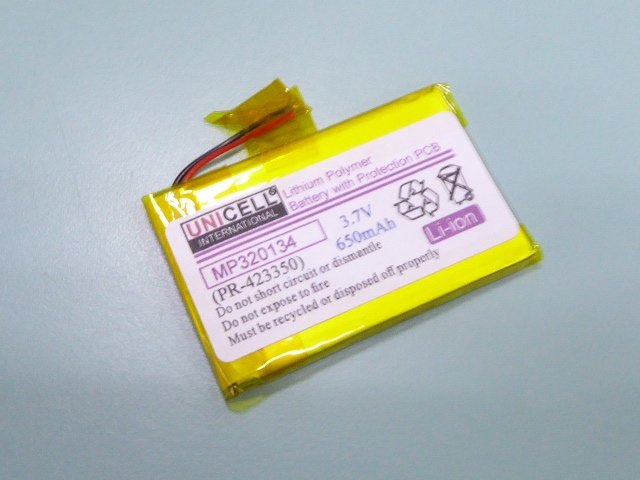 UNICELL®
INTERNATIONAL
Lithium Polymer
Battery with Protection PCB
MP320134
3.7V
650mAh
Li-ion
(PR-423350)
Do not short circuit or dismantle
Do not expose to fire
Must be recycled or disposed off properly